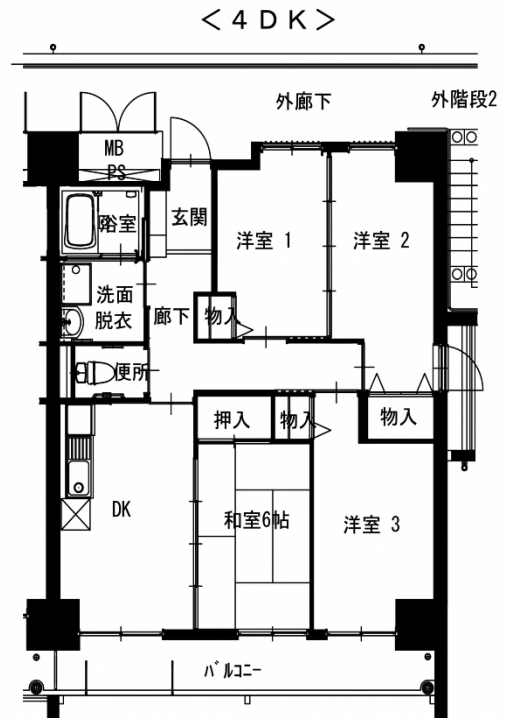 <4DK>
外廊下
外階段2
MB
PS
浴室
玄関
洋室 1
洋室 2
洗面
脱衣
廊下
物入
便所
押入
物入
物入
DK
和室6帖
洋室 3
バルコニー